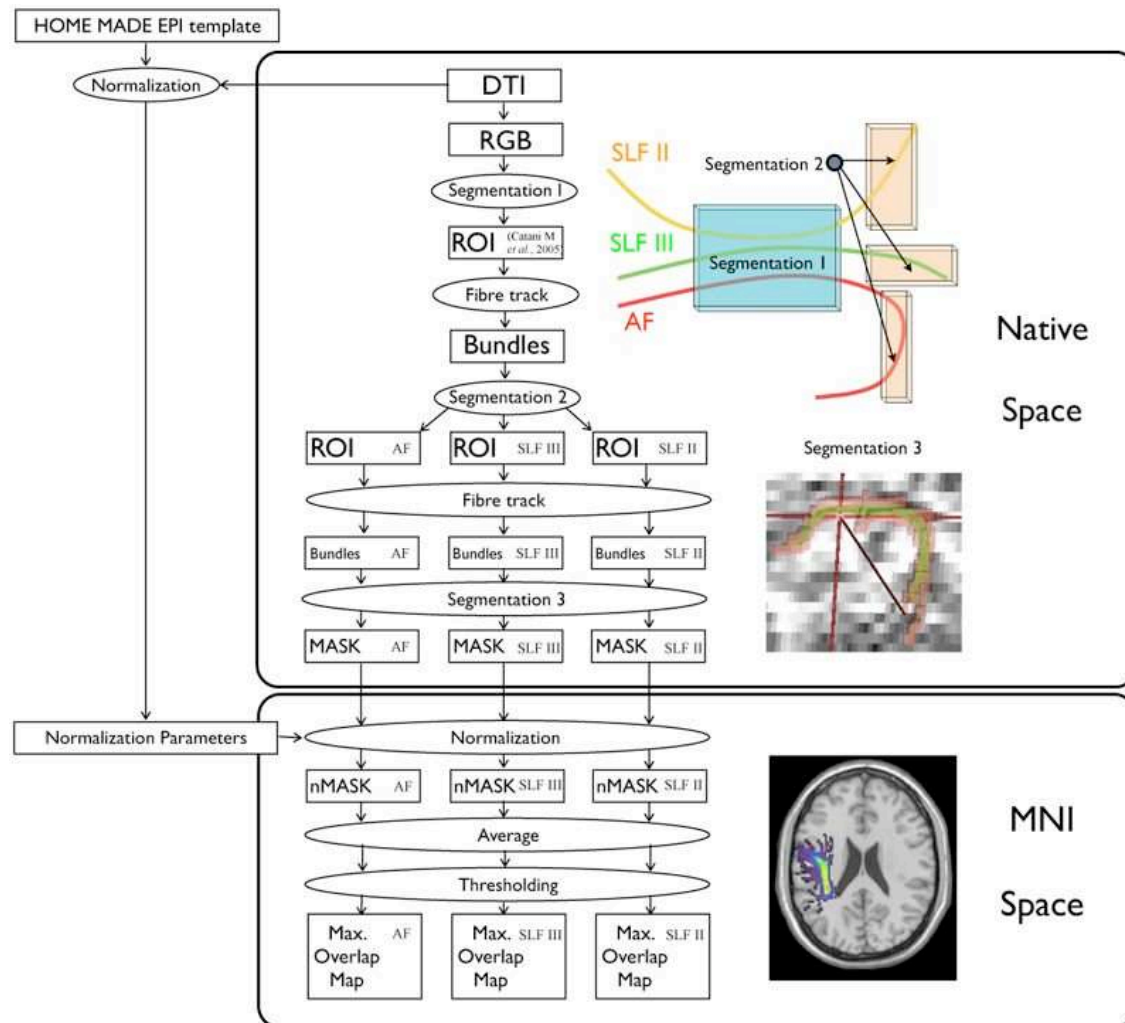 HOME MADE EPI template
Normalization
DTI
RGB
Segmentation 1
ROI (Catani M
et al., 2005)
Fibre track
Bundles
Segmentation 2
ROI AF
ROI SLF III
ROI SLF II
Fibre track
Bundles AF
Bundles SLF III
Bundles SLF II
Segmentation 3
MASK AF
MASK SLF III
MASK SLF II
SLF II
Segmentation 2
SLF III
Segmentation 1
AF
Native
Space
Segmentation 3
Normalization Parameters
Normalization
nMASK AF
nMASK SLF III
nMASK SLF II
Average
Thresholding
Max. AF
Overlap
Map
Max. SLF III
Overlap
Map
Max. SLF II
Overlap
Map
MNI
Space